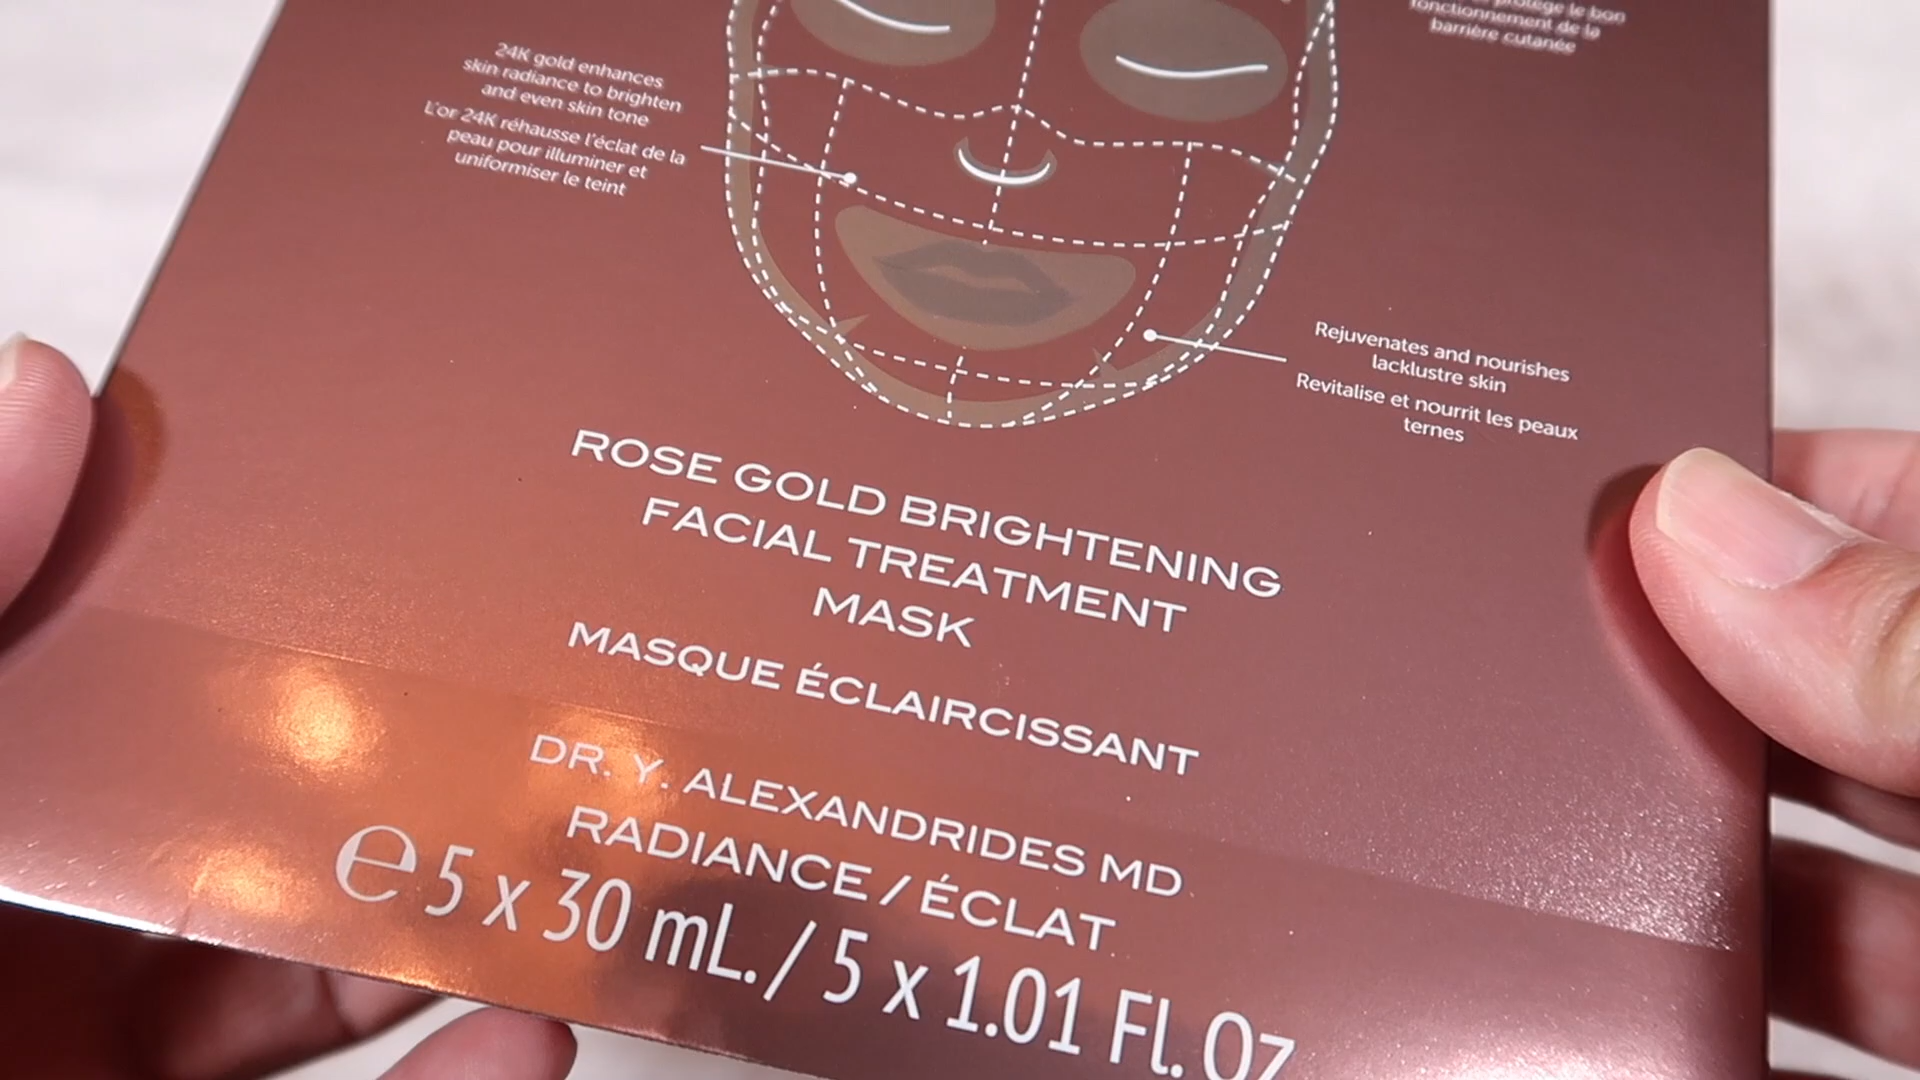 protège le bon
fonctionnement de la
barrière cutanée
24K gold enhances
skin radiance to brighten
and even skin tone
L'or 24K réhausse l'éclat de la
peau pour illuminer et
uniformiser le teint
Rejuvenates and nourishes
lacklustre skin
Revitalise et nourrit les peaux
ternes
ROSE GOLD BRIGHTENING
FACIAL TREATMENT
MASK
MASQUE ÉCLAIRCISSANT
DR. Y. ALEXANDRIDES MD
RADIANCE / ÉCLAT
℮ 5 x 30 mL. / 5 x 1.01 Fl. Oz